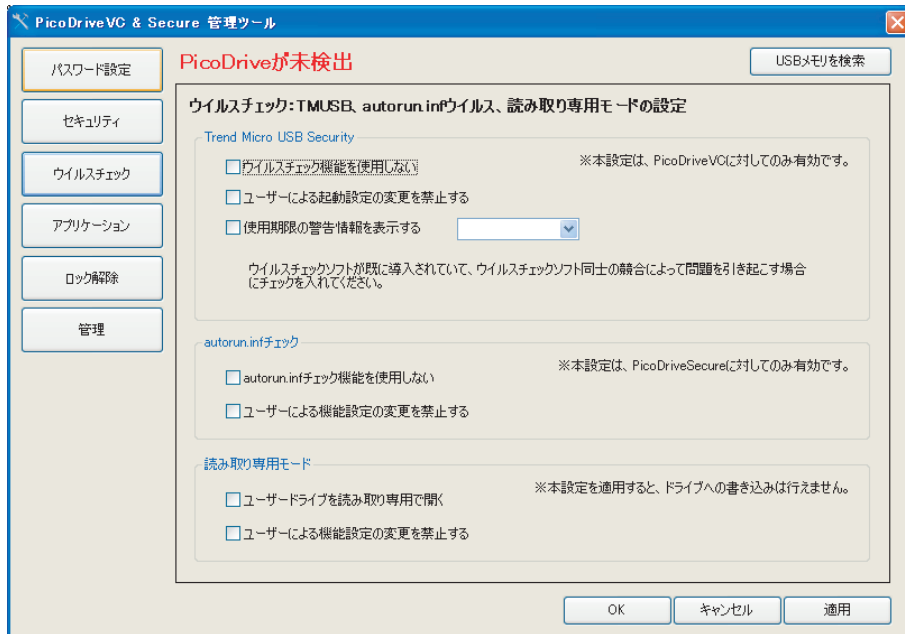 PicoDriveVC & Secure 管理ツール
パスワード設定
PicoDriveが未検出
USBメモリを検索
セキュリティ
ウイルスチェック
アプリケーション
ロック解除
管理
ウイルスチェック:TMUSB、autorun.infウイルス、読み取り専用モードの設定
Trend Micro USB Security
ウイルスチェック機能を使用しない
※本設定は、PicoDriveVCに対してのみ有効です。
ユーザーによる起動設定の変更を禁止する
使用期限の警告情報を表示する
ウイルスチェックソフトが既に導入されていて、ウイルスチェックソフト同士の競合によって問題を引き起こす場合
にチェックを入れてください。
autorun.infチェック
※本設定は、PicoDriveSecureに対してのみ有効です。
autorun.infチェック機能を使用しない
ユーザーによる機能設定の変更を禁止する
読み取り専用モード
※本設定を適用すると、ドライブへの書き込みは行えません。
ユーザードライブを読み取り専用で開く
ユーザーによる機能設定の変更を禁止する
OK
キャンセル
適用